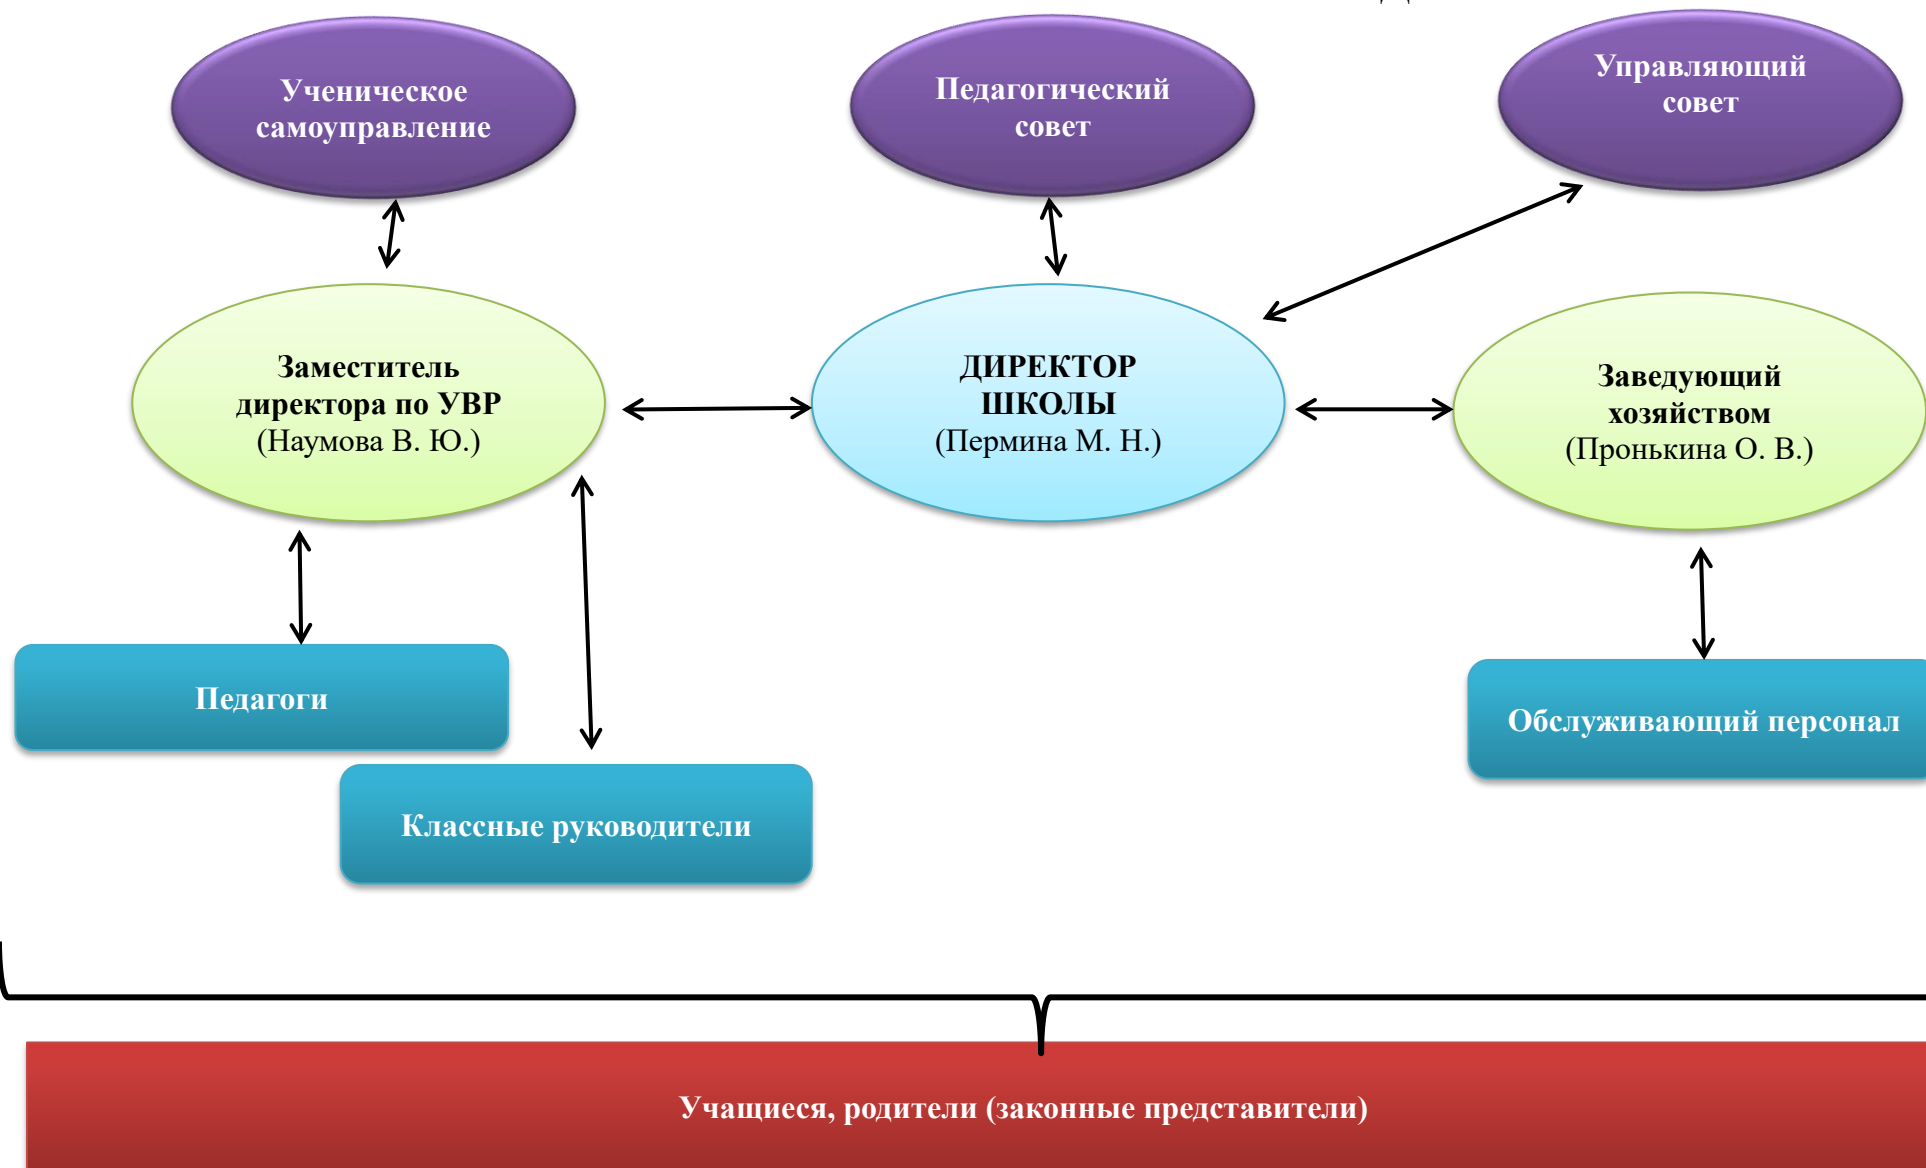 Ученическое
самоуправление
Педагогический
совет
Управляющий
совет
Заместитель
директора по УВР
(Наумова В. Ю.)
ДИРЕКТОР
ШКОЛЫ
(Пермина М. Н.)
Заведующий
хозяйством
(Пронькина О. В.)
Педагоги
Обслуживающий персонал
Классные руководители
Учащиеся, родители (законные представители)